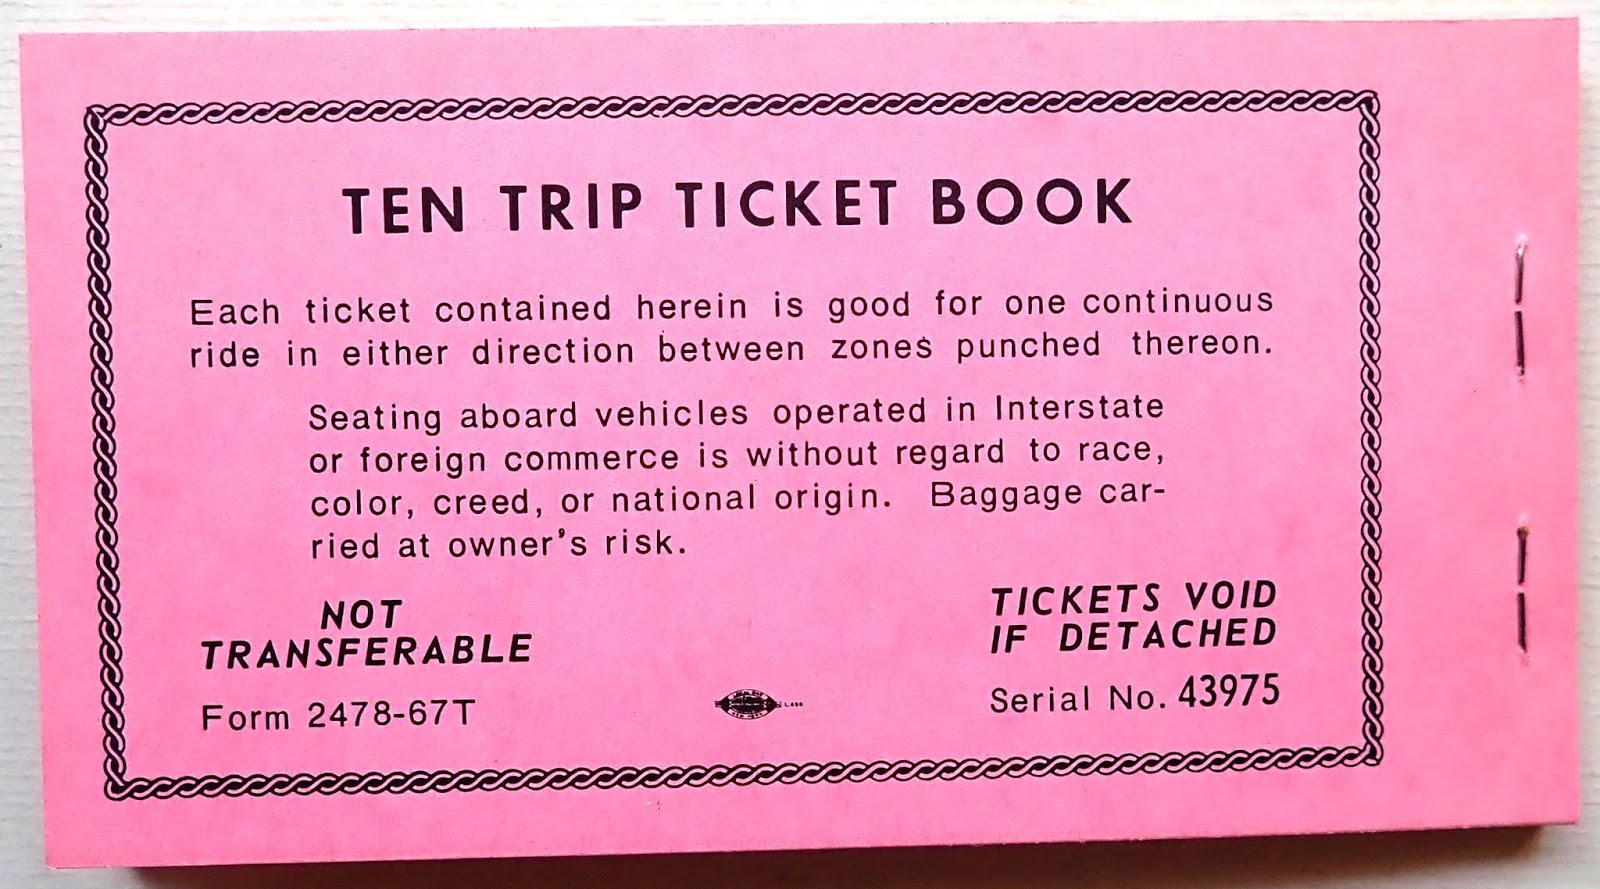 TEN TRIP TICKET BOOK
Each ticket contained herein is good for one continuous
ride in either direction between zones punched thereon.
Seating aboard vehicles operated in Interstate
or foreign commerce is without regard to race,
color, creed, or national origin. Baggage car-
ried at owner's risk.
NOT
TRANSFERABLE
TICKETS VOID
IF DETACHED
Form 2478-67T
Serial No. 43975